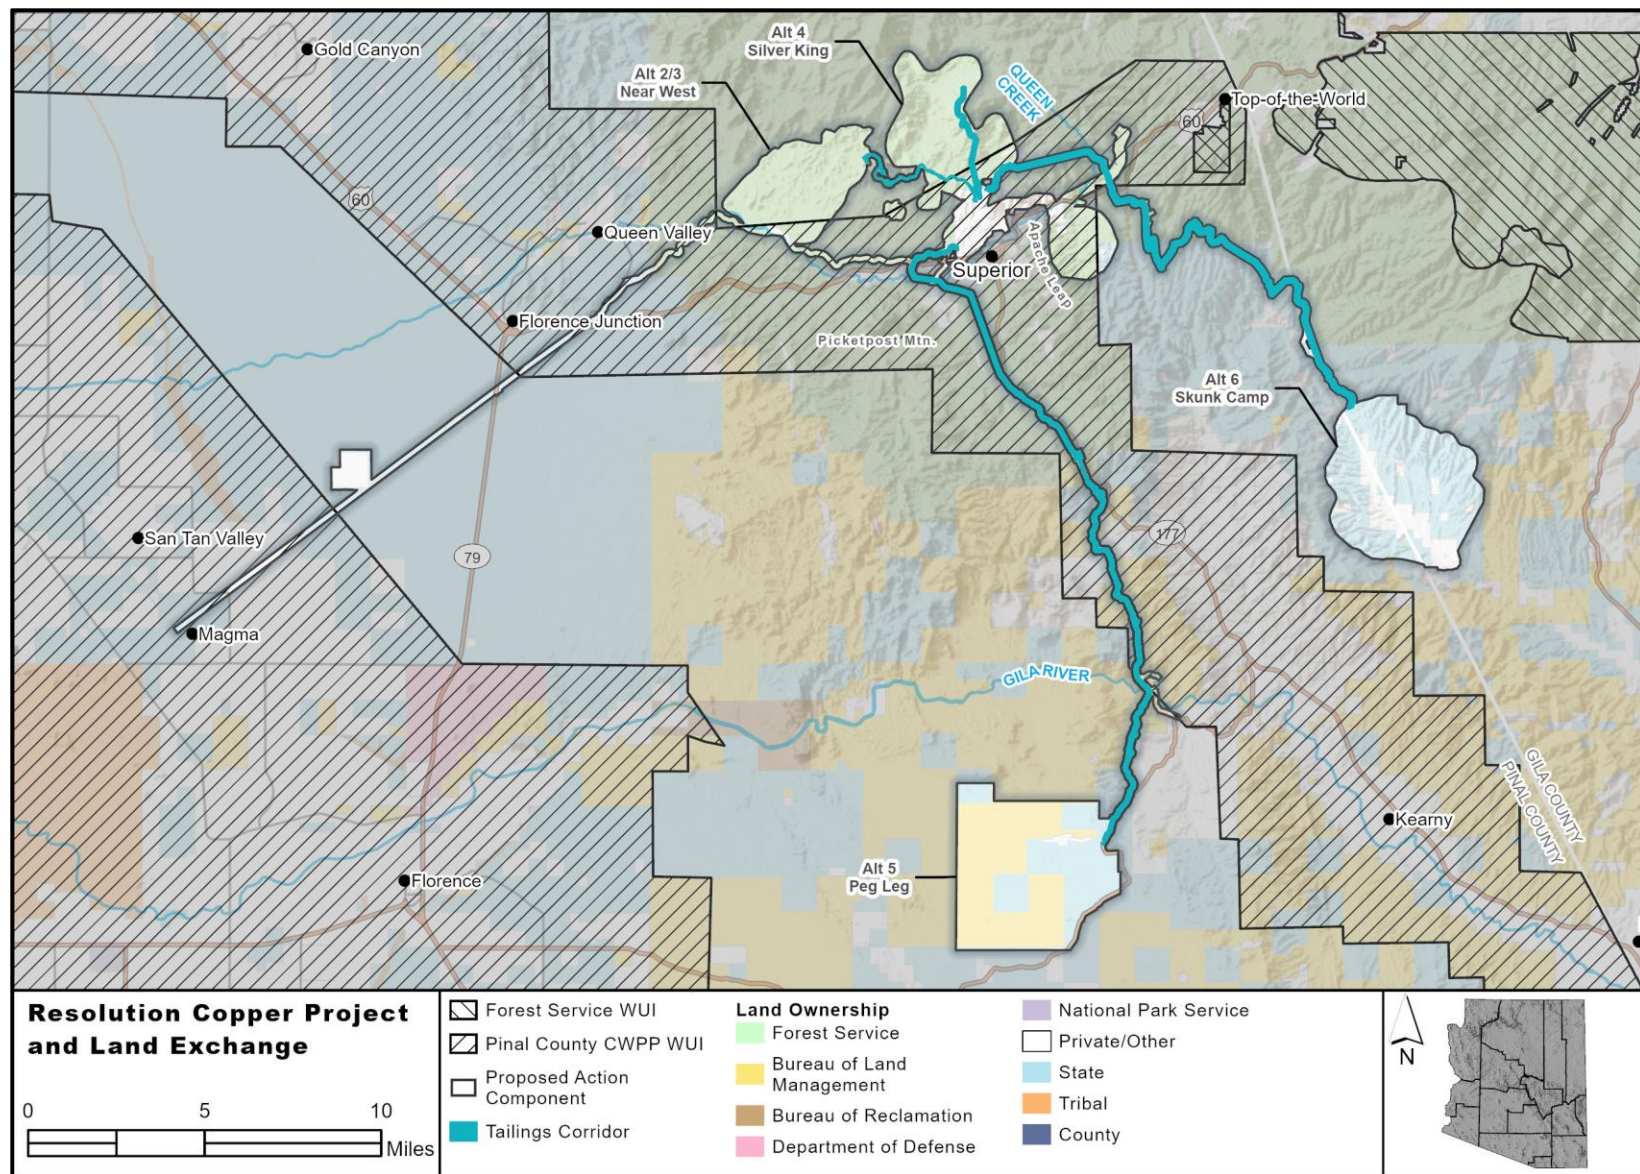 Gold Canyon
Alt 4
Silver King
Alt 2/3
Near West
QUEEN
CREEK
60
Top-of-the-World
60
Queen Valley
Superior
Apache Leap
Florence Junction
Picketpost Mtn.
Alt 6
Skunk Camp
San Tan Valley
79
177
Magma
GILA RIVER
GILA COUNTY
PINAL COUNTY
Kearny
Alt 5
Peg Leg
Florence
Resolution Copper Project
and Land Exchange
0 5 10
Miles
Forest Service WUI
Pinal County CWPP WUI
Proposed Action
Component
Tailings Corridor
Land Ownership
Forest Service
Bureau of Land
Management
Bureau of Reclamation
Department of Defense
National Park Service
Private/Other
State
Tribal
County
N